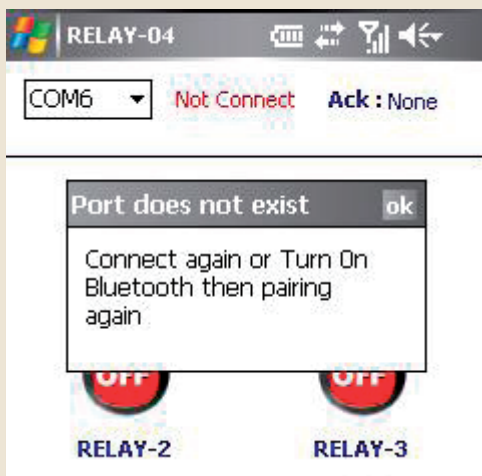 RELAY-04
COM6 Not Connect Ack : None
Port does not exist ok
Connect again or Turn On
Bluetooth then pairing
again
OFF OFF
RELAY-2 RELAY-3